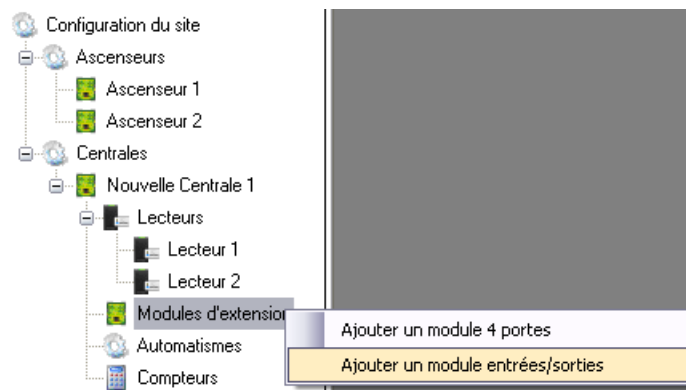 Configuration du site
Ascenseurs
Ascenseur 1
Ascenseur 2
Centrales
Nouvelle Centrale 1
Lecteurs
Lecteur 1
Lecteur 2
Modules d'extension
Ajouter un module 4 portes
Automatismes
Ajouter un module entrées/sorties
Compteurs